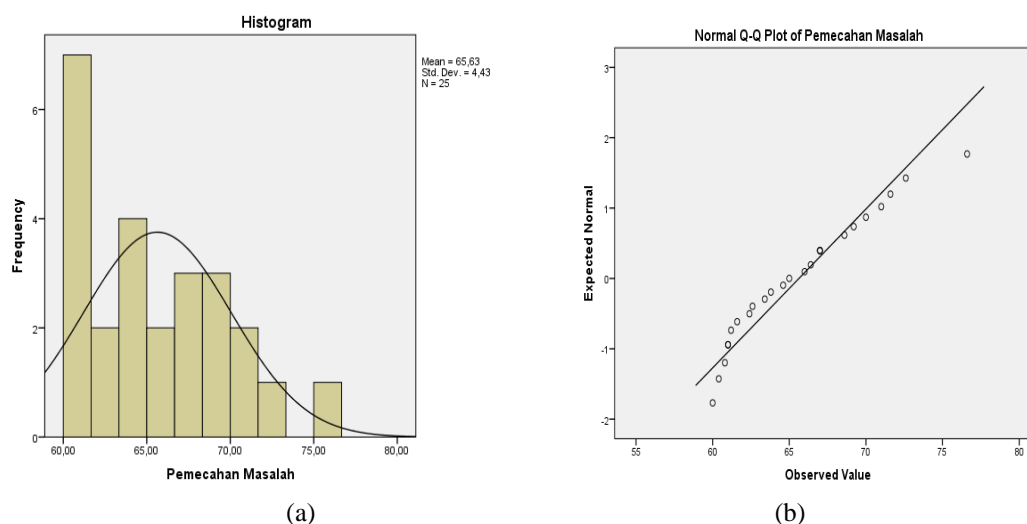 Histogram
Mean = 65,63
Std. Dev. = 4,43
N = 25
Frequency
6
4
2
0
60,00 65,00 70,00 75,00 80,00
Pemecahan Masalah
(a)
Normal Q-Q Plot of Pemecahan Masalah
Expected Normal
3
2
1
0
-1
-2
55 60 65 70 75 80
Observed Value
(b)